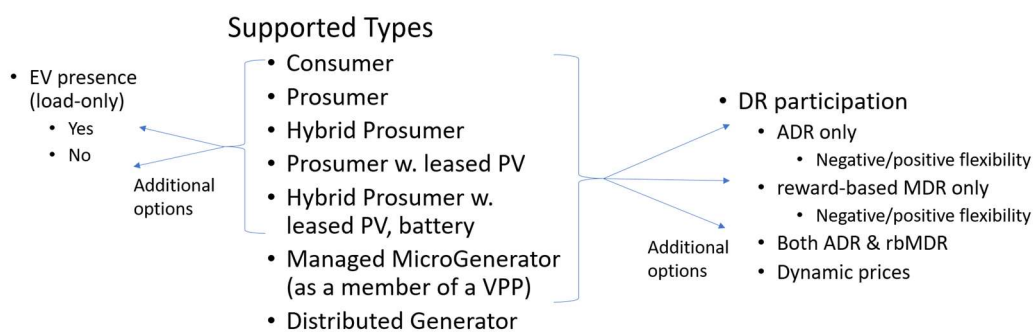 Supported Types
• EV presence
(load-only)
• Yes
• No
Additional
options
• Consumer
• Prosumer
• Hybrid Prosumer
• Prosumer w. leased PV
• Hybrid Prosumer w.
leased PV, battery
• Managed MicroGenerator
(as a member of a VPP)
• Distributed Generator
• DR participation
• ADR only
• Negative/positive flexibility
• reward-based MDR only
• Negative/positive flexibility
• Both ADR & rbMDR
• Dynamic prices
Additional
options